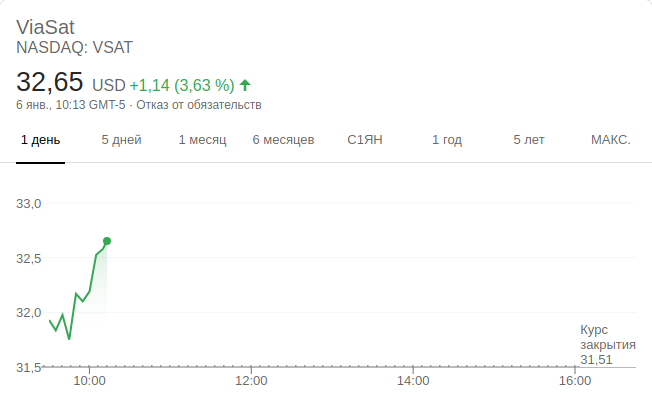 ViaSat
NASDAQ: VSAT
32,65 USD +1,14 (3,63 %)
6 янв., 10:13 GMT-5 · Отказ от обязательств
1 день 5 дней 1 месяц 6 месяцев С1ЯН 1 год 5 лет МАКС.
33,0
32,5
32,0
Курс
закрытия
31,51
31,5
10:00 12:00 14:00 16:00